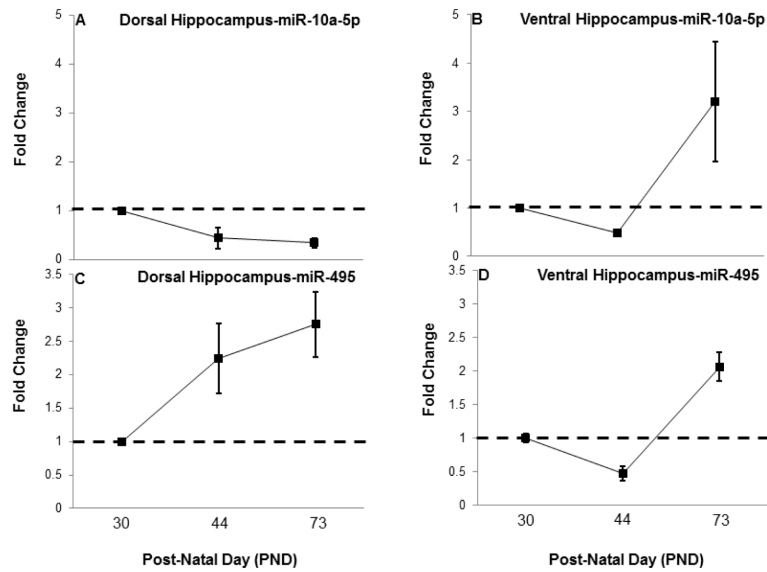 A Dorsal Hippocampus-miR-10a-5p
5
4
3
2
1
0
Fold Change
B Ventral Hippocampus-miR-10a-5p
5
4
3
2
1
0
Fold Change
C Dorsal Hippocampus-miR-495
3.5
3
2.5
2
1.5
1
0.5
0
Fold Change
30 44 73
Post-Natal Day (PND)
D Ventral Hippocampus-miR-495
3.5
3
2.5
2
1.5
1
0.5
0
Fold Change
30 44 73
Post-Natal Day (PND)